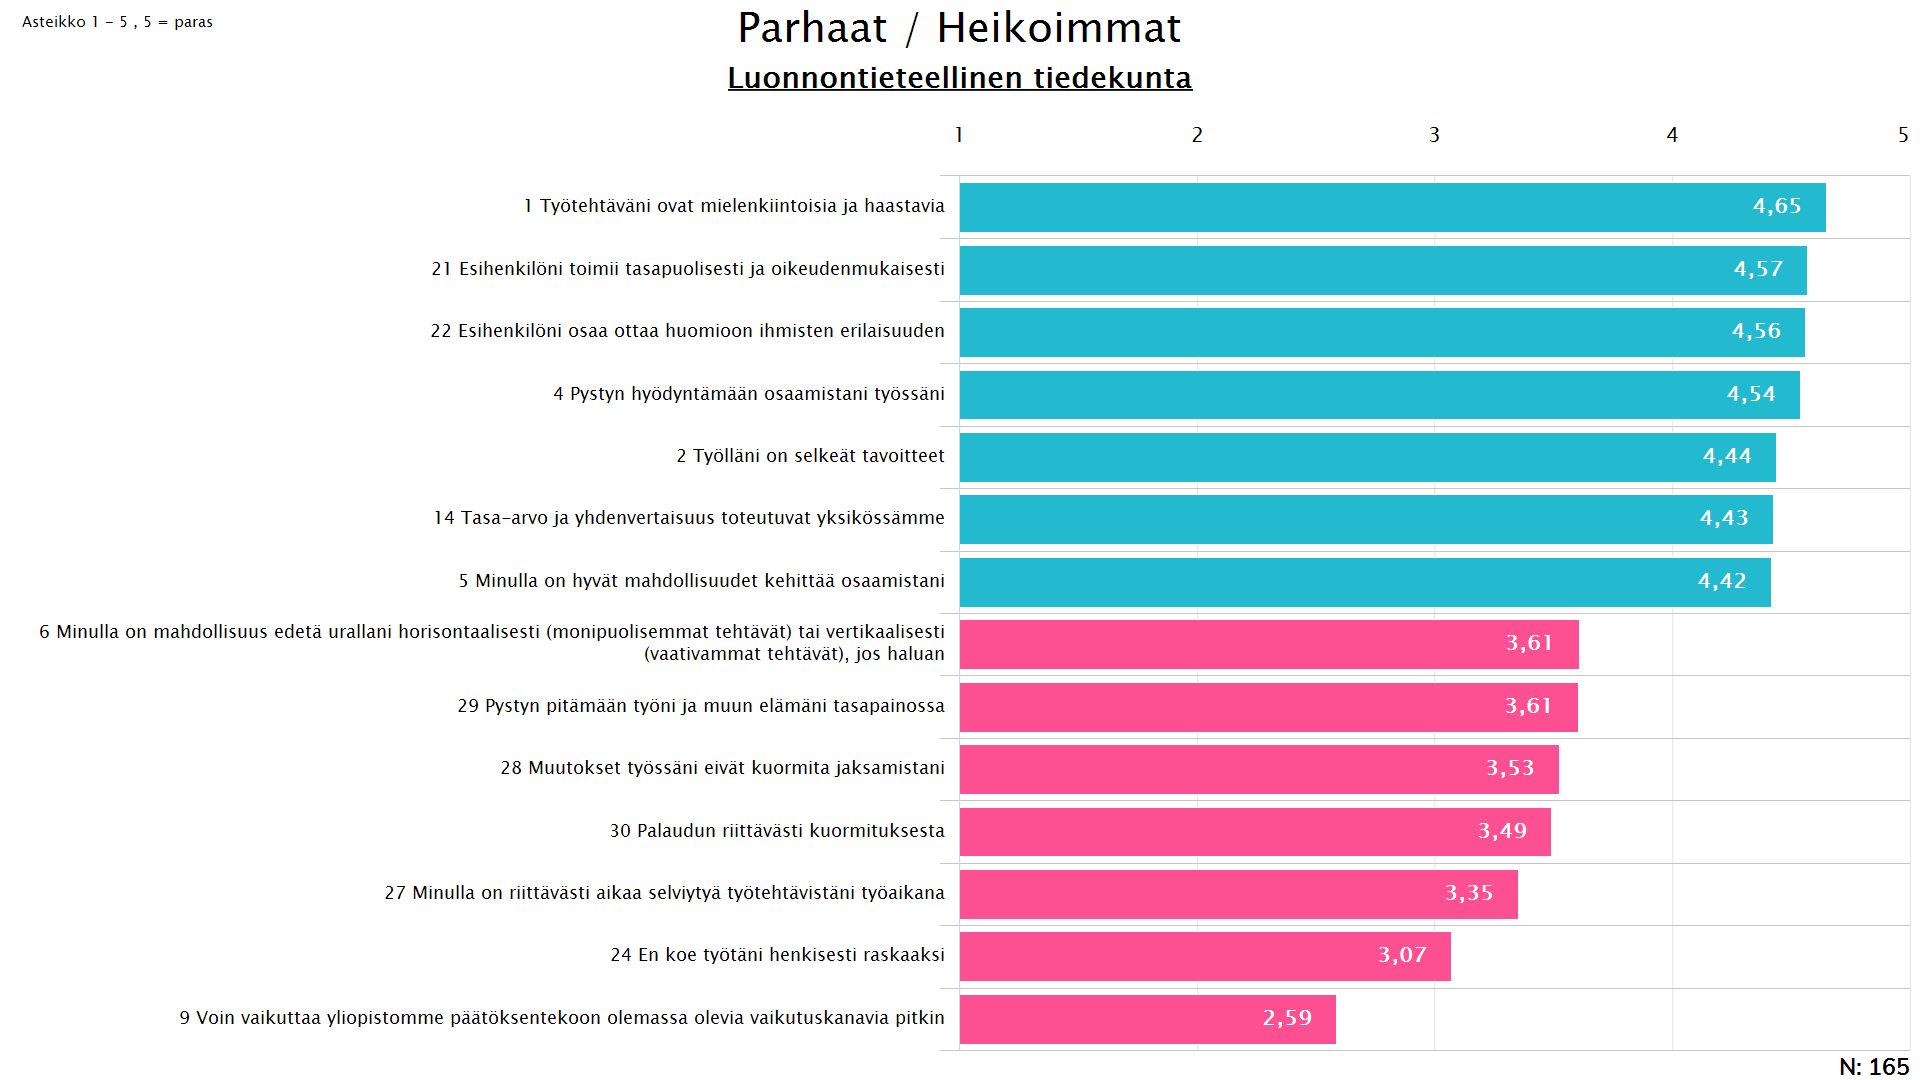 Asteikko 1 - 5 , 5 = paras
Parhaat / Heikoimmat
Luonnontieteellinen tiedekunta
1 2 3 4 5
1 Työtehtäväni ovat mielenkiintoisia ja haastavia 4,65
21 Esihenkilöni toimii tasapuolisesti ja oikeudenmukaisesti 4,57
22 Esihenkilöni osaa ottaa huomioon ihmisten erilaisuuden 4,56
4 Pystyn hyödyntämään osaamistani työssäni 4,54
2 Työlläni on selkeät tavoitteet 4,44
14 Tasa-arvo ja yhdenvertaisuus toteutuvat yksikössämme 4,43
5 Minulla on hyvät mahdollisuudet kehittää osaamistani 4,42
6 Minulla on mahdollisuus edetä urallani horisontaalisesti (monipuolisemmat tehtävät) tai vertikaalisesti
(vaativammat tehtävät), jos haluan 3,61
29 Pystyn pitämään työni ja muun elämäni tasapainossa 3,61
28 Muutokset työssäni eivät kuormita jaksamistani 3,53
30 Palaudun riittävästi kuormituksesta 3,49
27 Minulla on riittävästi aikaa selviytyä työtehtävistäni työaikana 3,35
24 En koe työtäni henkisesti raskaaksi 3,07
9 Voin vaikuttaa yliopistomme päätöksentekoon olemassa olevia vaikutuskanavia pitkin 2,59
N: 165